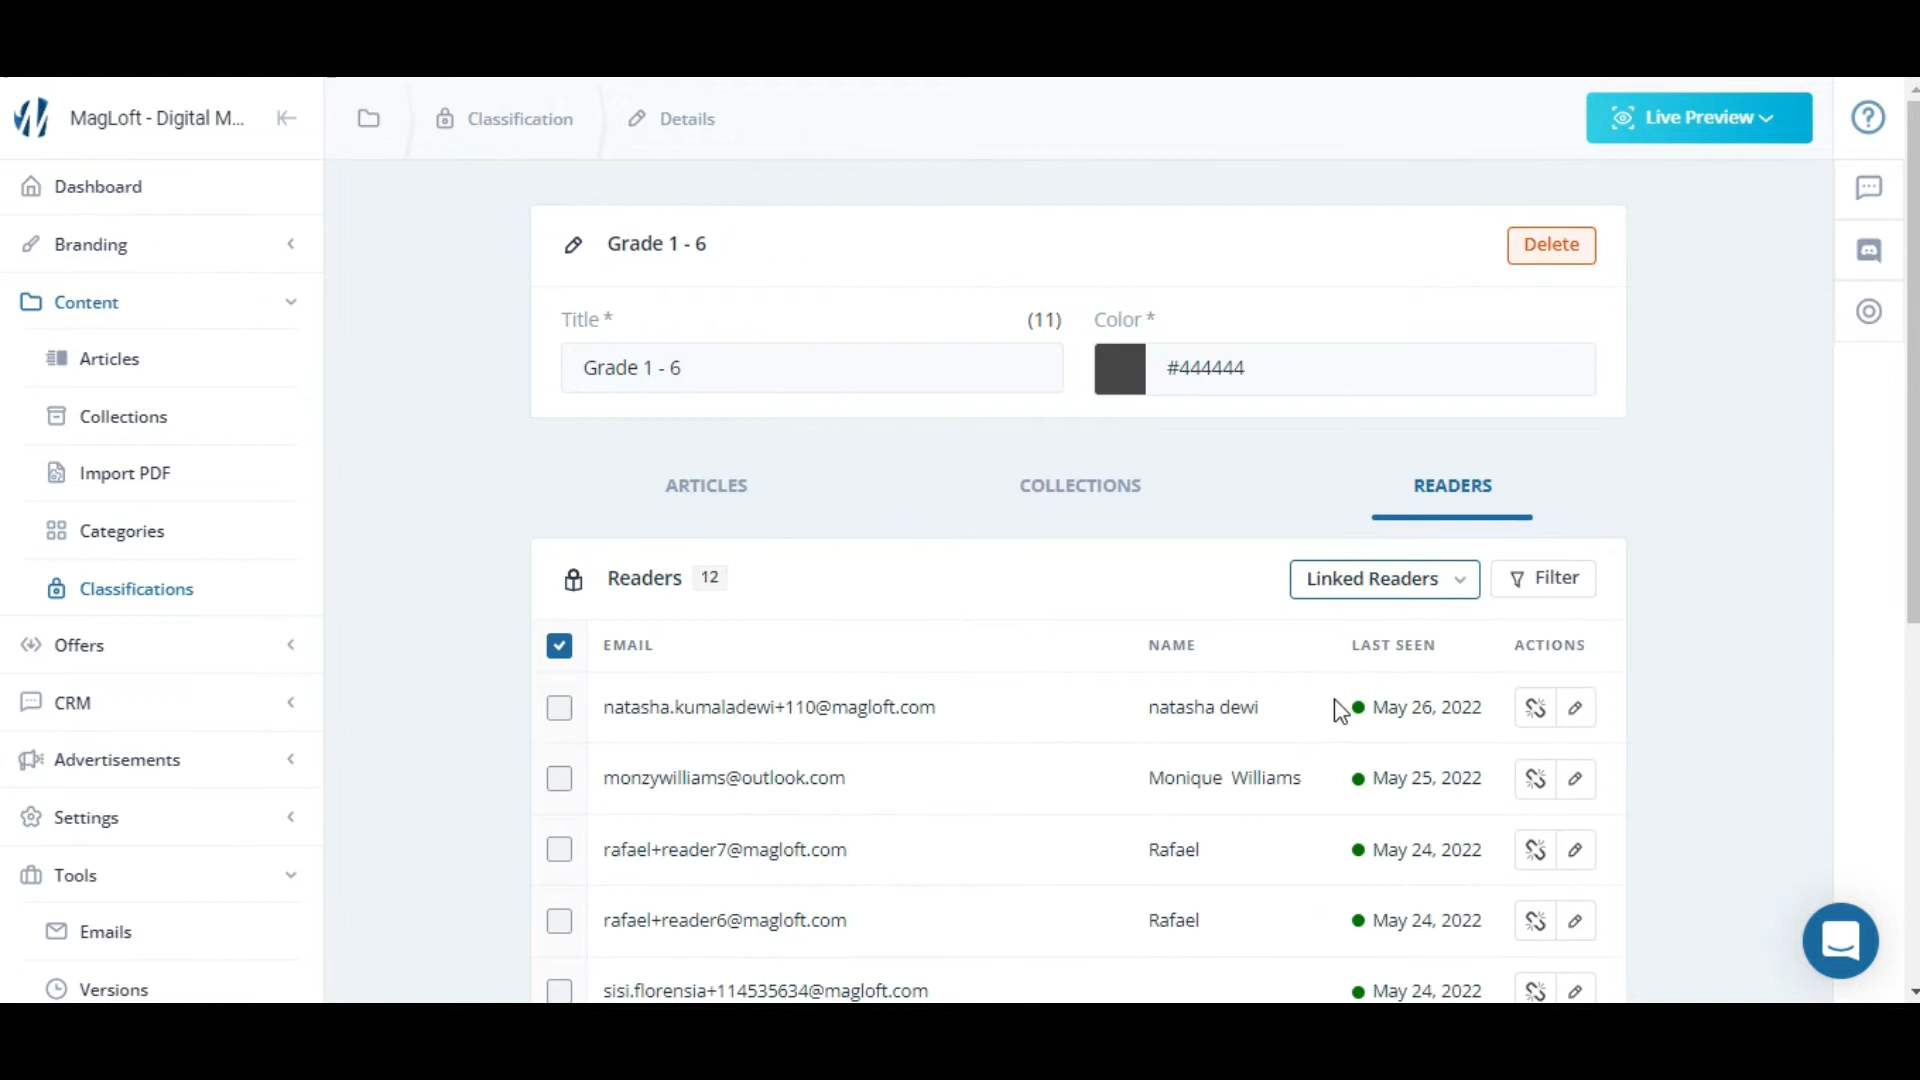 MagLoft - Digital M...
Classification
Details
Live Preview
Dashboard
Branding
Content
Articles
Collections
Import PDF
Categories
Classifications
Offers
CRM
Advertisements
Settings
Tools
Emails
Versions
Grade 1 - 6
Delete
Title *
(11)
Color *
Grade 1 - 6
#444444
ARTICLES
COLLECTIONS
READERS
Readers 12
Linked Readers
Filter
EMAIL NAME LAST SEEN ACTIONS
natasha.kumaladewi+110@magloft.com natasha dewi May 26, 2022
monzywilliams@outlook.com Monique Williams May 25, 2022
rafael+reader7@magloft.com Rafael May 24, 2022
rafael+reader6@magloft.com Rafael May 24, 2022
sisi.florensia+114535634@magloft.com May 24, 2022